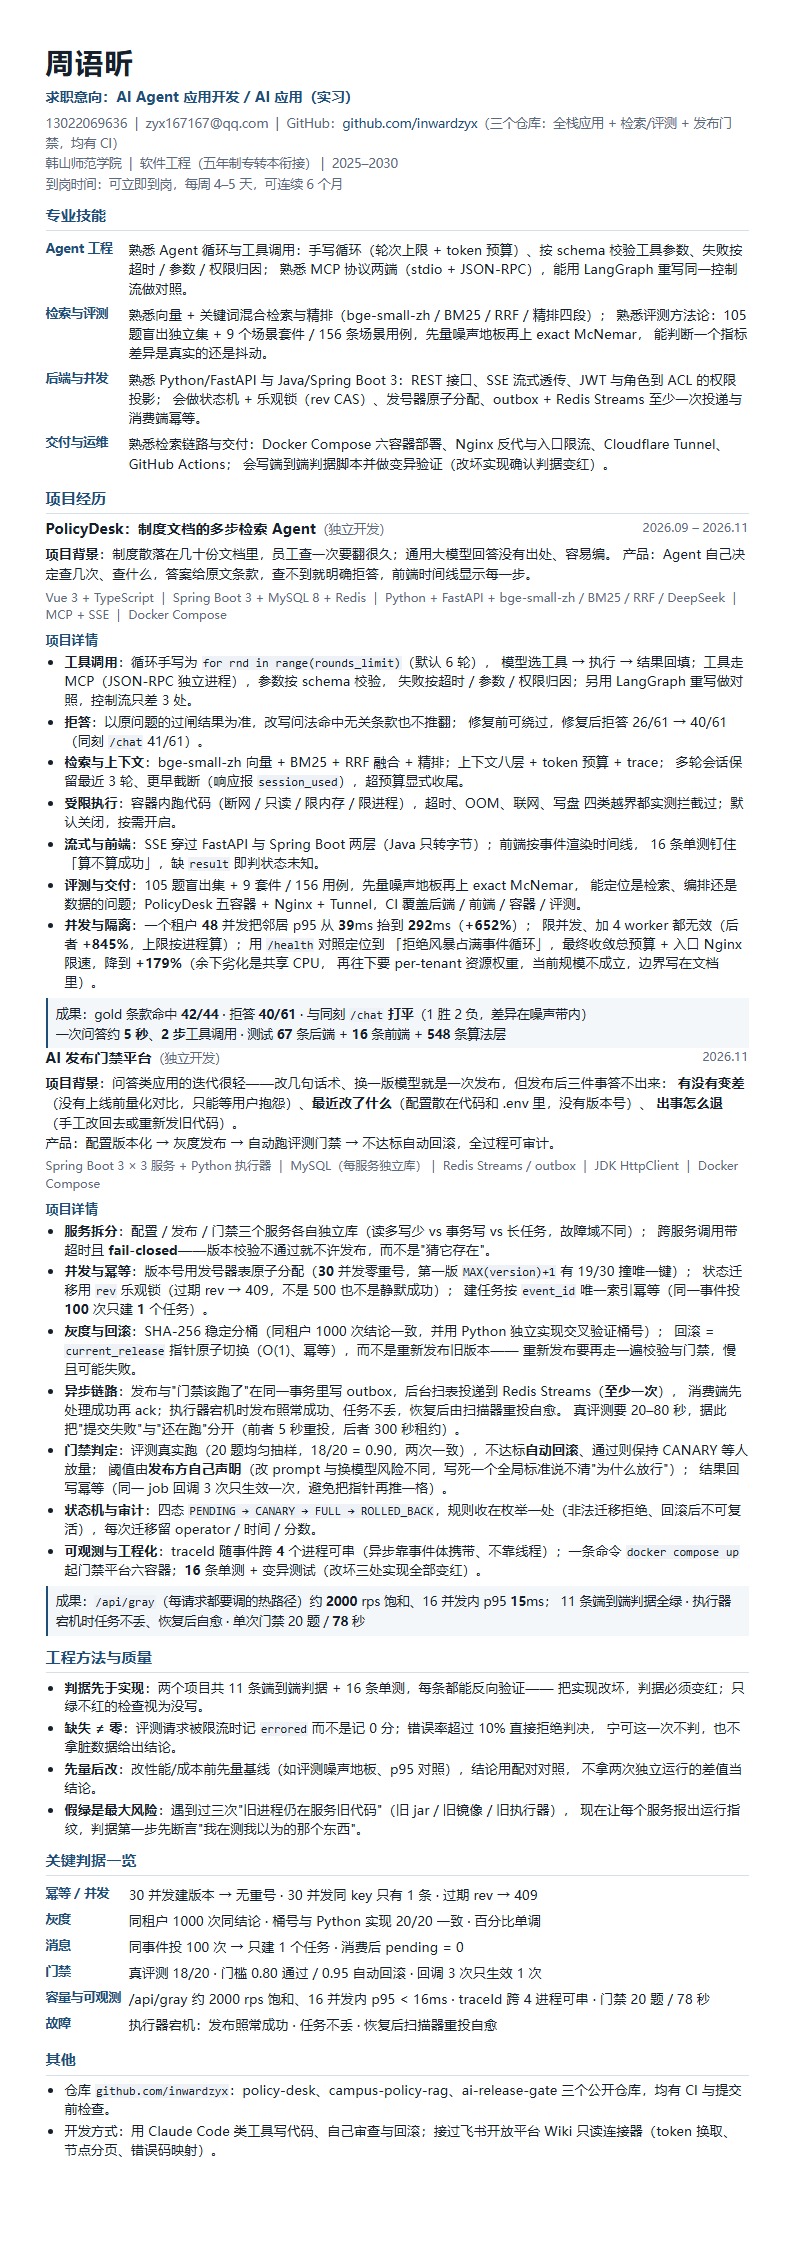 周语昕
求职意向：AI Agent 应用开发 / AI 应用（实习）
13022069636 | zyx167167@qq.com | GitHub：github.com/inwardzyx（三个仓库：全栈应用 + 检索/评测 + 发布门
禁，均有 CI）
韩山师范学院 | 软件工程（五年制专转本衔接） | 2025–2030
到岗时间：可立即到岗，每周 4–5 天，可连续 6 个月
专业技能
Agent 工程 熟悉 Agent 循环与工具调用：手写循环（轮次上限 + token 预算）、按 schema 校验工具参数、失败按
超时 / 参数 / 权限归因； 熟悉 MCP 协议两端（stdio + JSON-RPC），能用 LangGraph 重写同一控制
流做对照。
检索与评测 熟悉向量 + 关键词混合检索与精排（bge-small-zh / BM25 / RRF / 精排四段）； 熟悉评测方法论：105
题盲出独立集 + 9 个场景套件 / 156 条场景用例，先量噪声地板再上 exact McNemar， 能判断一个指标
差异是真实的还是抖动。
后端与并发 熟悉 Python/FastAPI 与 Java/Spring Boot 3：REST 接口、SSE 流式透传、JWT 与角色到 ACL 的权限
投影； 会做状态机 + 乐观锁（rev CAS）、发号器原子分配、outbox + Redis Streams 至少一次投递与
消费端幂等。
交付与运维 熟悉检索链路与交付：Docker Compose 六容器部署、Nginx 反代与入口限流、Cloudflare Tunnel、
GitHub Actions； 会写端到端判据脚本并做变异验证（改坏实现确认判据变红）。
项目经历
PolicyDesk：制度文档的多步检索 Agent（独立开发） 2026.09 – 2026.11
项目背景：制度散落在几十份文档里，员工查一次要翻很久；通用大模型回答没有出处、容易编。 产品：Agent 自己决
定查几次、查什么，答案给原文条款，查不到就明确拒答，前端时间线显示每一步。
Vue 3 + TypeScript | Spring Boot 3 + MySQL 8 + Redis | Python + FastAPI + bge-small-zh / BM25 / RRF / DeepSeek |
MCP + SSE | Docker Compose
项目详情
• 工具调用：循环手写为 for rnd in range(rounds_limit)（默认 6 轮）， 模型选工具 → 执行 → 结果回填；工具走
MCP（JSON-RPC 独立进程），参数按 schema 校验， 失败按超时 / 参数 / 权限归因；另用 LangGraph 重写做对
照，控制流只差 3 处。
• 拒答：以原问题的过闸结果为准，改写问法命中无关条款也不推翻； 修复前可绕过，修复后拒答 26/61 → 40/61
（同刻 /chat 41/61）。
• 检索与上下文：bge-small-zh 向量 + BM25 + RRF 融合 + 精排；上下文八层 + token 预算 + trace； 多轮会话保
留最近 3 轮、更早截断（响应报 session_used），超预算显式收尾。
• 受限执行：容器内跑代码（断网 / 只读 / 限内存 / 限进程），超时、OOM、联网、写盘 四类越界都实测拦截过；默
认关闭，按需开启。
• 流式与前端：SSE 穿过 FastAPI 与 Spring Boot 两层（Java 只转字节）；前端按事件渲染时间线， 16 条单测钉住
「算不算成功」，缺 result 即判状态未知。
• 评测与交付：105 题盲出集 + 9 套件 / 156 用例，先量噪声地板再上 exact McNemar， 能定位是检索、编排还是
数据的问题；PolicyDesk 五容器 + Nginx + Tunnel，CI 覆盖后端 / 前端 / 容器 / 评测。
• 并发与隔离：一个租户 48 并发把邻居 p95 从 39ms 抬到 292ms（+652%）； 限并发、加 4 worker 都无效（后
者 +845%，上限按进程算）；用 /health 对照定位到 「拒绝风暴占满事件循环」，最终收敛总预算 + 入口 Nginx
限速，降到 +179%（余下劣化是共享 CPU， 再往下要 per-tenant 资源权重，当前规模不成立，边界写在文档
里）。
成果：gold 条款命中 42/44 · 拒答 40/61 · 与同刻 /chat 打平（1 胜 2 负，差异在噪声带内）
一次问答约 5 秒、2 步工具调用 · 测试 67 条后端 + 16 条前端 + 548 条算法层
AI 发布门禁平台（独立开发） 2026.11
项目背景：问答类应用的迭代很轻——改几句话术、换一版模型就是一次发布，但发布后三件事答不出来： 有没有变差
（没有上线前量化对比，只能等用户抱怨）、最近改了什么（配置散在代码和 .env 里，没有版本号）、 出事怎么退
（手工改回去或重新发旧代码）。
产品：配置版本化 → 灰度发布 → 自动跑评测门禁 → 不达标自动回滚，全过程可审计。
Spring Boot 3 × 3 服务 + Python 执行器 | MySQL（每服务独立库） | Redis Streams / outbox | JDK HttpClient | Docker
Compose
项目详情
• 服务拆分：配置 / 发布 / 门禁三个服务各自独立库（读多写少 vs 事务写 vs 长任务，故障域不同）； 跨服务调用带
超时且 fail-closed——版本校验不通过就不许发布，而不是"猜它存在"。
• 并发与幂等：版本号用发号器表原子分配（30 并发零重号，第一版 MAX(version)+1 有 19/30 撞唯一键）； 状态迁
移用 rev 乐观锁（过期 rev → 409，不是 500 也不是静默成功）； 建任务按 event_id 唯一索引幂等（同一事件投
100 次只建 1 个任务）。
• 灰度与回滚：SHA-256 稳定分桶（同租户 1000 次结论一致，并用 Python 独立实现交叉验证桶号）； 回滚 =
current_release 指针原子切换（O(1)、幂等），而不是重新发布旧版本—— 重新发布要再走一遍校验与门禁，慢
且可能失败。
• 异步链路：发布与"门禁该跑了"在同一事务里写 outbox，后台扫表投递到 Redis Streams（至少一次）， 消费端先
处理成功再 ack；执行器宕机时发布照常成功、任务不丢，恢复后由扫描器重投自愈。 真评测要 20–80 秒，据此
把"提交失败"与"还在跑"分开（前者 5 秒重投，后者 300 秒租约）。
• 门禁判定：评测真实跑（20 题均匀抽样，18/20 = 0.90，两次一致），不达标自动回滚、通过则保持 CANARY 等人
放量； 阈值由发布方自己声明（改 prompt 与换模型风险不同，写死一个全局标准说不清"为什么放行"）； 结果回
写幂等（同一 job 回调 3 次只生效一次，避免把指针再推一格）。
• 状态机与审计：四态 PENDING → CANARY → FULL → ROLLED_BACK，规则收在枚举一处（非法迁移拒绝、回滚后不可复
活），每次迁移留 operator / 时间 / 分数。
• 可观测与工程化：traceId 随事件跨 4 个进程可串（异步靠事件体携带、不靠线程）；一条命令 docker compose up
起门禁平台六容器；16 条单测 + 变异测试（改坏三处实现全部变红）。
成果：/api/gray（每请求都要调的热路径）约 2000 rps 饱和、16 并发内 p95 15ms； 11 条端到端判据全绿 · 执行器
宕机时任务不丢、恢复后自愈 · 单次门禁 20 题 / 78 秒
工程方法与质量
• 判据先于实现：两个项目共 11 条端到端判据 + 16 条单测，每条都能反向验证—— 把实现改坏，判据必须变红；只
绿不红的检查视为没写。
• 缺失 ≠ 零：评测请求被限流时记 errored 而不是记 0 分；错误率超过 10% 直接拒绝判决， 宁可这一次不判，也不
拿脏数据给出结论。
• 先量后改：改性能/成本前先量基线（如评测噪声地板、p95 对照），结论用配对对照， 不拿两次独立运行的差值当
结论。
• 假绿是最大风险：遇到过三次"旧进程仍在服务旧代码"（旧 jar / 旧镜像 / 旧执行器）， 现在让每个服务报出运行指
纹，判据第一步先断言"我在测我以为的那个东西"。
关键判据一览
幂等 / 并发 30 并发建版本 → 无重号 · 30 并发同 key 只有 1 条 · 过期 rev → 409
灰度 同租户 1000 次同结论 · 桶号与 Python 实现 20/20 一致 · 百分比单调
消息 同事件投 100 次 → 只建 1 个任务 · 消费后 pending = 0
门禁 真评测 18/20 · 门槛 0.80 通过 / 0.95 自动回滚 · 回调 3 次只生效 1 次
容量与可观测 /api/gray 约 2000 rps 饱和、16 并发内 p95 < 16ms · traceId 跨 4 进程可串 · 门禁 20 题 / 78 秒
故障 执行器宕机：发布照常成功 · 任务不丢 · 恢复后扫描器重投自愈
其他
• 仓库 github.com/inwardzyx：policy-desk、campus-policy-rag、ai-release-gate 三个公开仓库，均有 CI 与提交
前检查。
• 开发方式：用 Claude Code 类工具写代码、自己审查与回滚；接过飞书开放平台 Wiki 只读连接器（token 换取、
节点分页、错误码映射）。